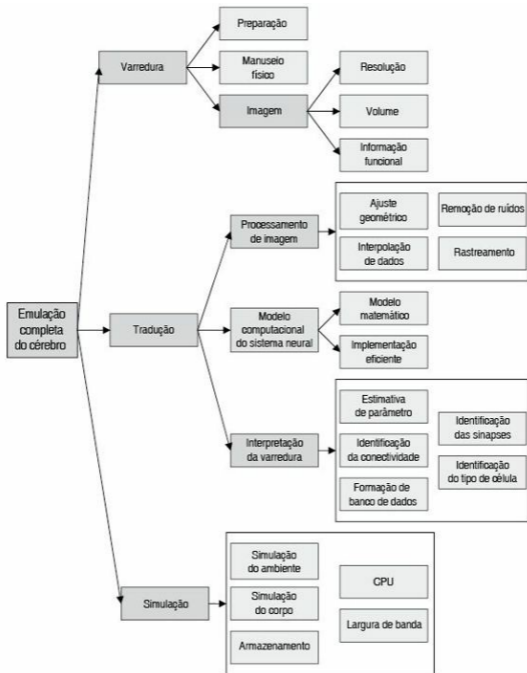 Preparação
Varredura
Manuseio
físico
Imagem
Resolução
Volume
Informação
funcional
Emulação
completa
do cérebro
Tradução
Processamento
de imagem
Ajuste
geométrico
Remoção de ruídos
Interpolação
de dados
Rastreamento
Modelo
computacional
do sistema neural
Modelo
matemático
Implementação
eficiente
Interpretação
da varredura
Estimativa
de parâmetro
Identificação
das sinapses
Identificação
da conectividade
Identificação
do tipo de célula
Formação de
banco de dados
Simulação
Simulação
do ambiente
CPU
Simulação
do corpo
Largura de banda
Armazenamento